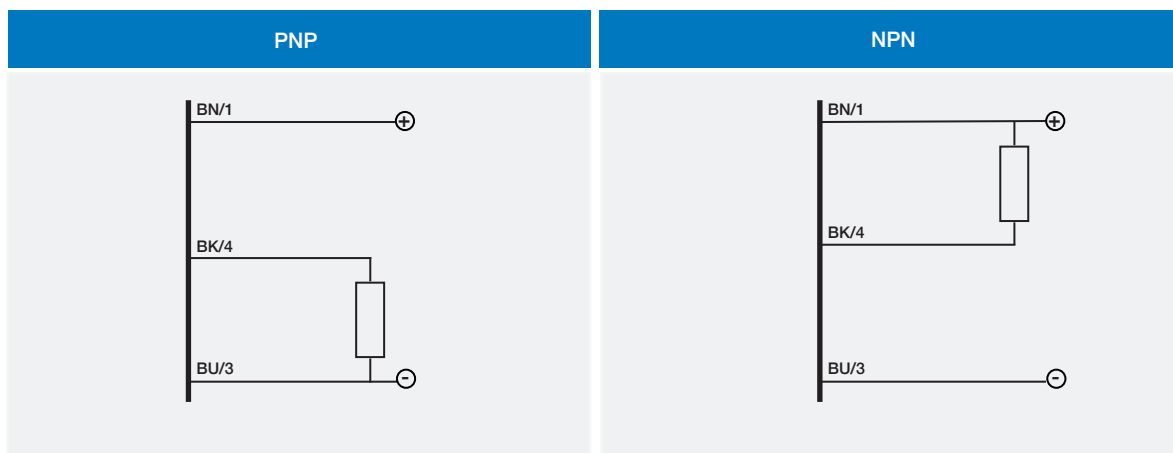 PNP
BN/1
+
BK/4
BU/3
-
NPN
BN/1
+
BK/4
BU/3
-